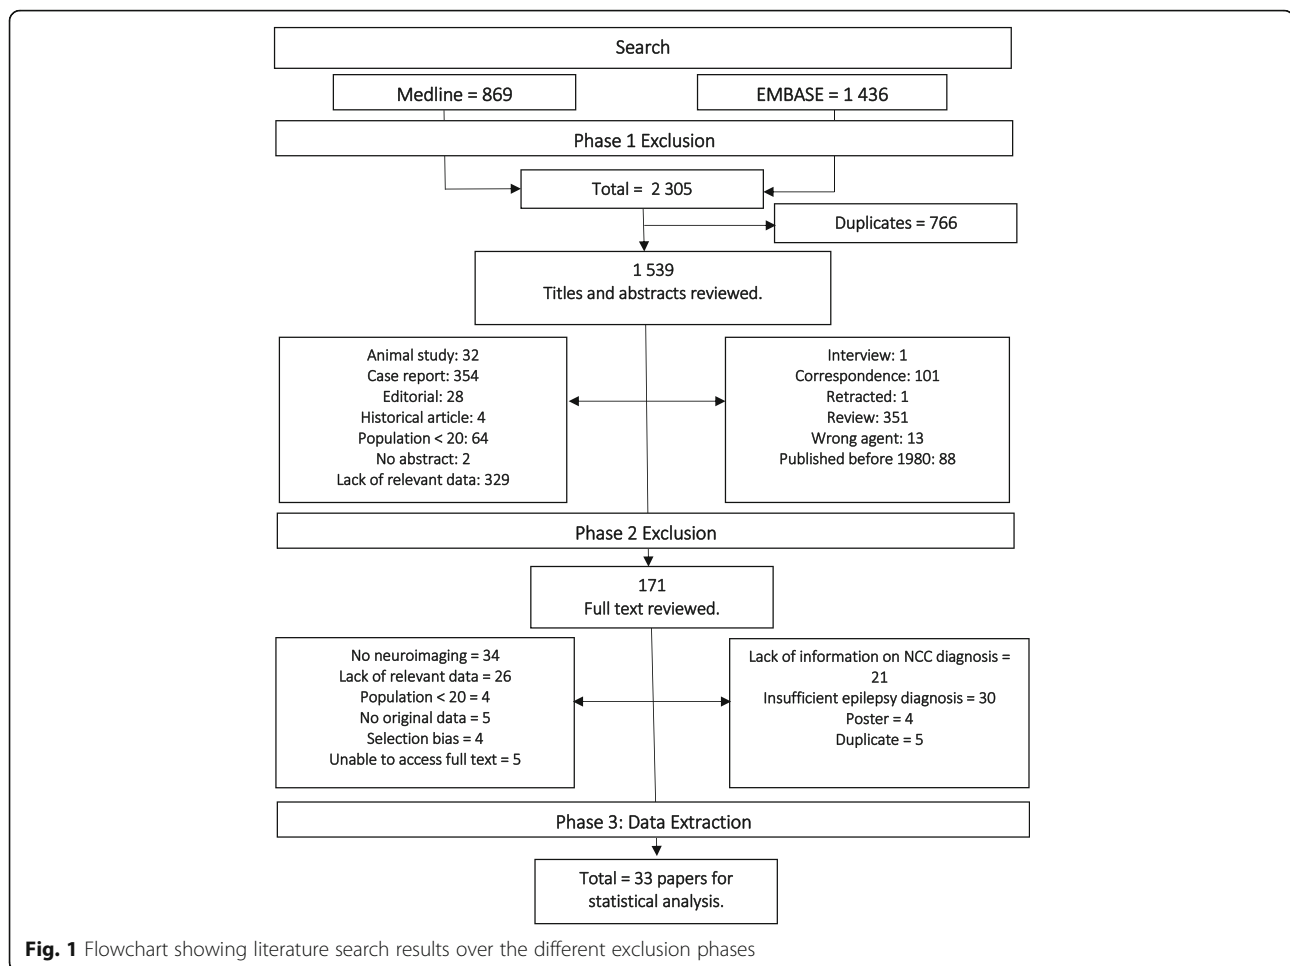 Search
Medline = 869
EMBASE = 1 436
Phase 1 Exclusion
Total = 2 305
Duplicates = 766
1 539
Titles and abstracts reviewed.
Animal study: 32
Case report: 354
Editorial: 28
Historical article: 4
Population < 20: 64
No abstract: 2
Lack of relevant data: 329
Interview: 1
Correspondence: 101
Retracted: 1
Review: 351
Wrong agent: 13
Published before 1980: 88
Phase 2 Exclusion
171
Full text reviewed.
No neuroimaging = 34
Lack of relevant data = 26
Population < 20 = 4
No original data = 5
Selection bias = 4
Unable to access full text = 5
Lack of information on NCC diagnosis =
21
Insufficient epilepsy diagnosis = 30
Poster = 4
Duplicate = 5
Phase 3: Data Extraction
Total = 33 papers for
statistical analysis.
Fig. 1 Flowchart showing literature search results over the different exclusion phases